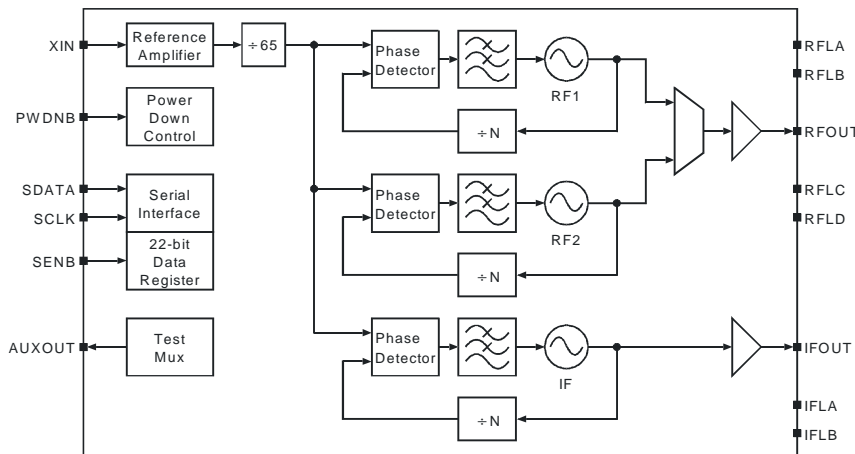 XIN
Reference
Amplifier
÷65
Phase
Detector
RF1
÷N
RFLA
RFLB
PWDNB
Power
Down
Control
RFOUT
SDATA
SCLK
Serial
Interface
SENB
22-bit
Data
Register
Phase
Detector
RF2
÷N
RFLC
RFLD
AUXOUT
Test
Mux
Phase
Detector
IF
÷N
IFOUT
IFLA
IFLB